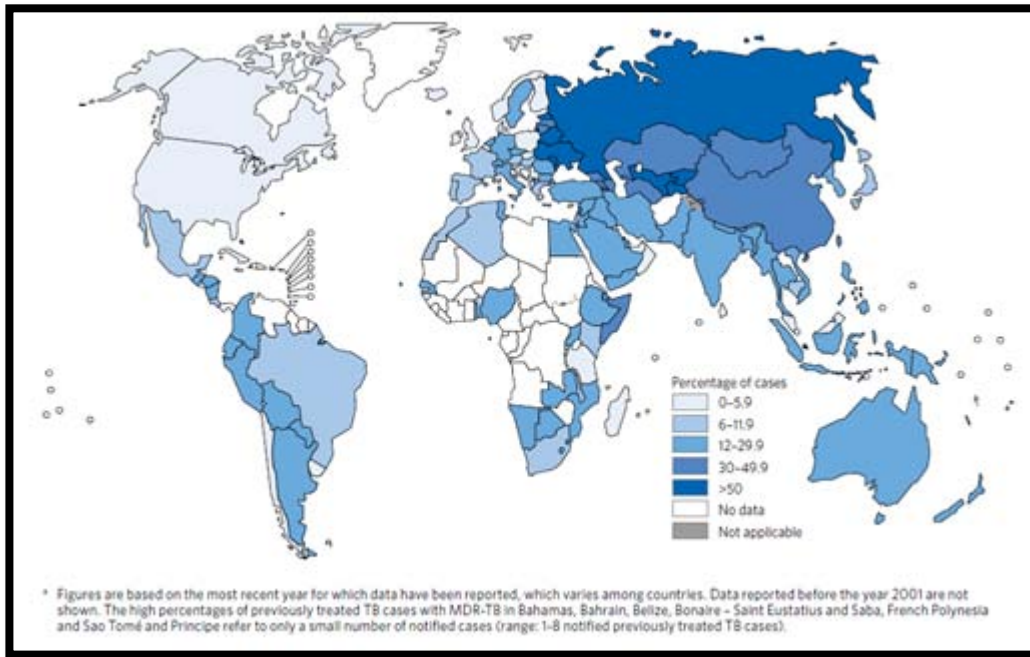 Percentage of cases
0–5.9
6–11.9
12–29.9
30–49.9
>50
No data
Not applicable
* Figures are based on the most recent year for which data have been reported, which varies among countries. Data reported before the year 2001 are not
shown. The high percentages of previously treated TB cases with MDR-TB in Bahamas, Bahrain, Belize, Bonaire – Saint Eustatius and Saba, French Polynesia
and Sao Tomé and Principe refer to only a small number of notified cases (range: 1–8 notified previously treated TB cases).